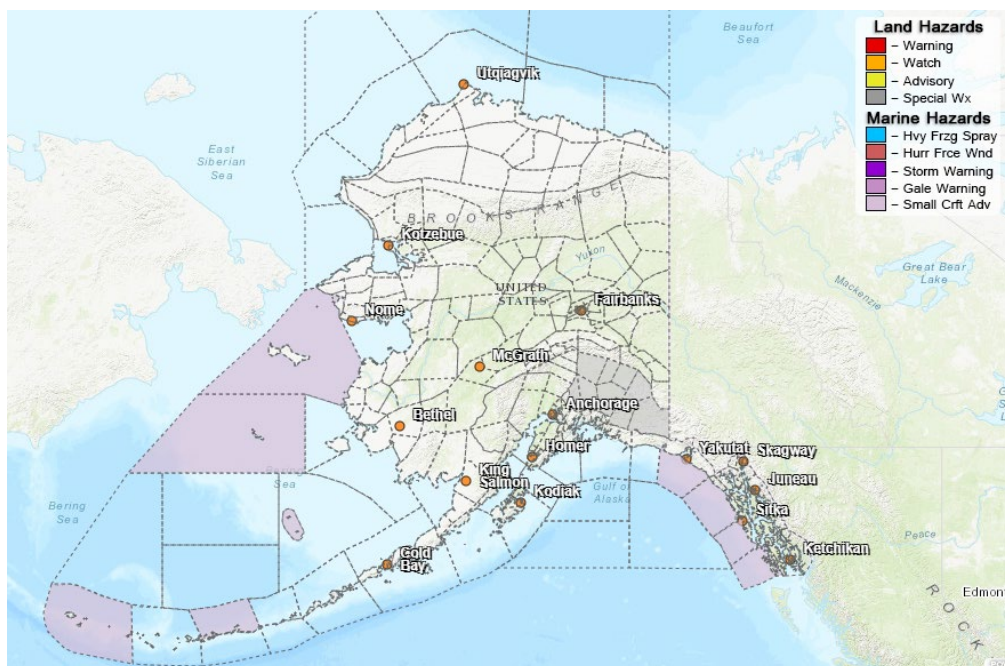 Beaufort
Sea
Land Hazards
– Warning
– Watch
– Advisory
– Special Wx
Marine Hazards
– Hvy Frzg Spray
– Hurr Frce Wnd
– Storm Warning
– Gale Warning
– Small Crft Adv
Utqiagvik
East
Siberian
Sea
BROOKS RANGE
Kotzebue
Yukon
Great Bear
Lake
Mackenzie
UNITED
STATES
Fairbanks
Nome
McGrath
Anchorage
Bethel
Homer
Yakutat
Skagway
King
Salmon
Sea
Kodiak
Gulf of
Alaska
Juneau
Sitka
Bering
Sea
Peace
Cold
Bay
Ketchikan
Edmont
ROCK